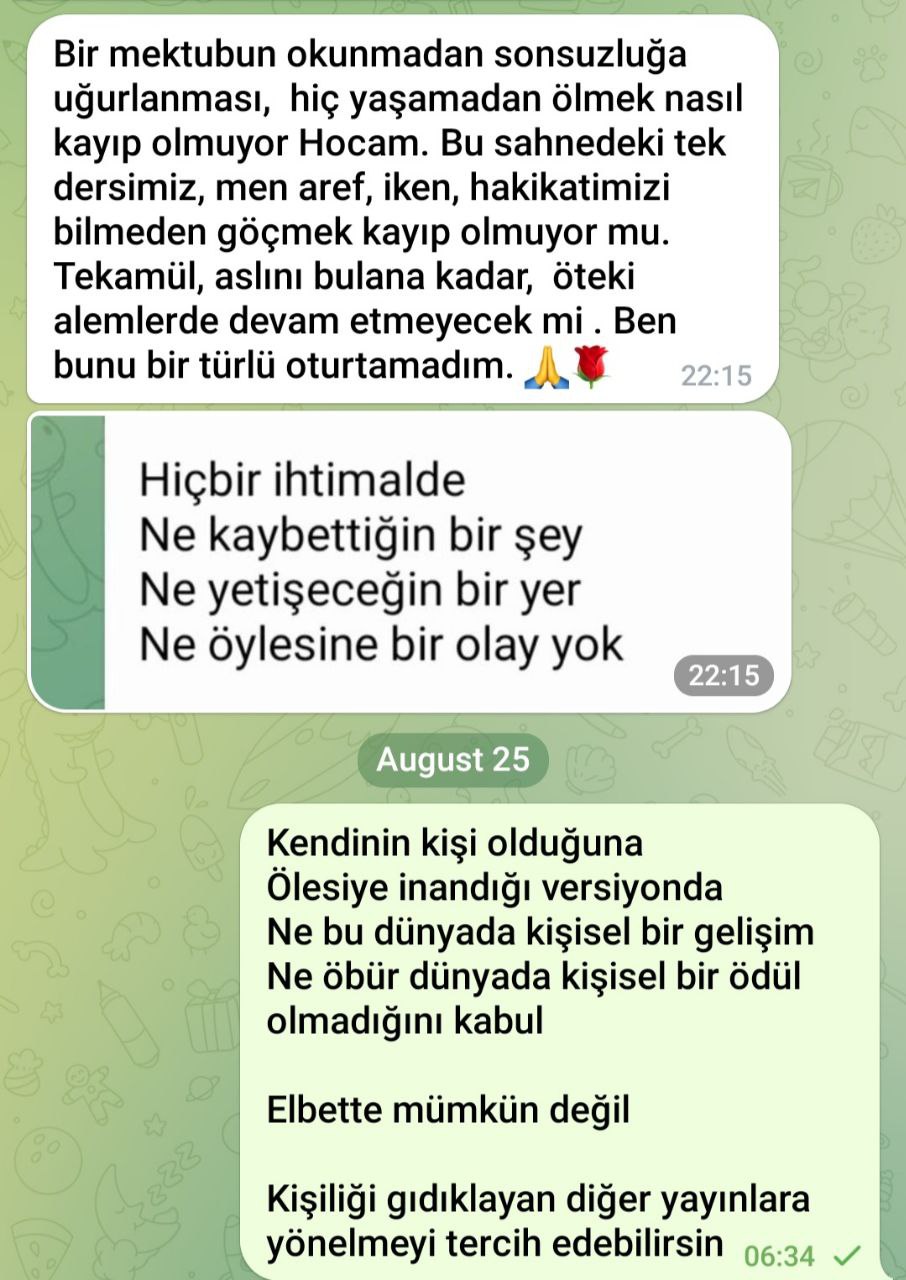 Bir mektubun okunmadan sonsuzluğa
uğurlanması,  hiç yaşamadan ölmek nasıl
kayıp olmuyor Hocam. Bu sahnedeki tek
dersimiz, men aref, iken, hakikatimizi
bilmeden göçmek kayıp olmuyor mu.
Tekamül, aslını bulana kadar,  öteki
alemlerde devam etmeyecek mi . Ben
bunu bir türlü oturtamadım. 🙏🌹
22:15
Hiçbir ihtimalde
Ne kaybettiğin bir şey
Ne yetişeceğin bir yer
Ne öylesine bir olay yok
22:15
August 25
Kendinin kişi olduğuna
Ölesiye inandığı versiyonda
Ne bu dünyada kişisel bir gelişim
Ne öbür dünyada kişisel bir ödül
olmadığını kabul
Elbette mümkün değil
Kişiliği gıdıklayan diğer yayınlara
yönelmeyi tercih edebilirsin
06:34